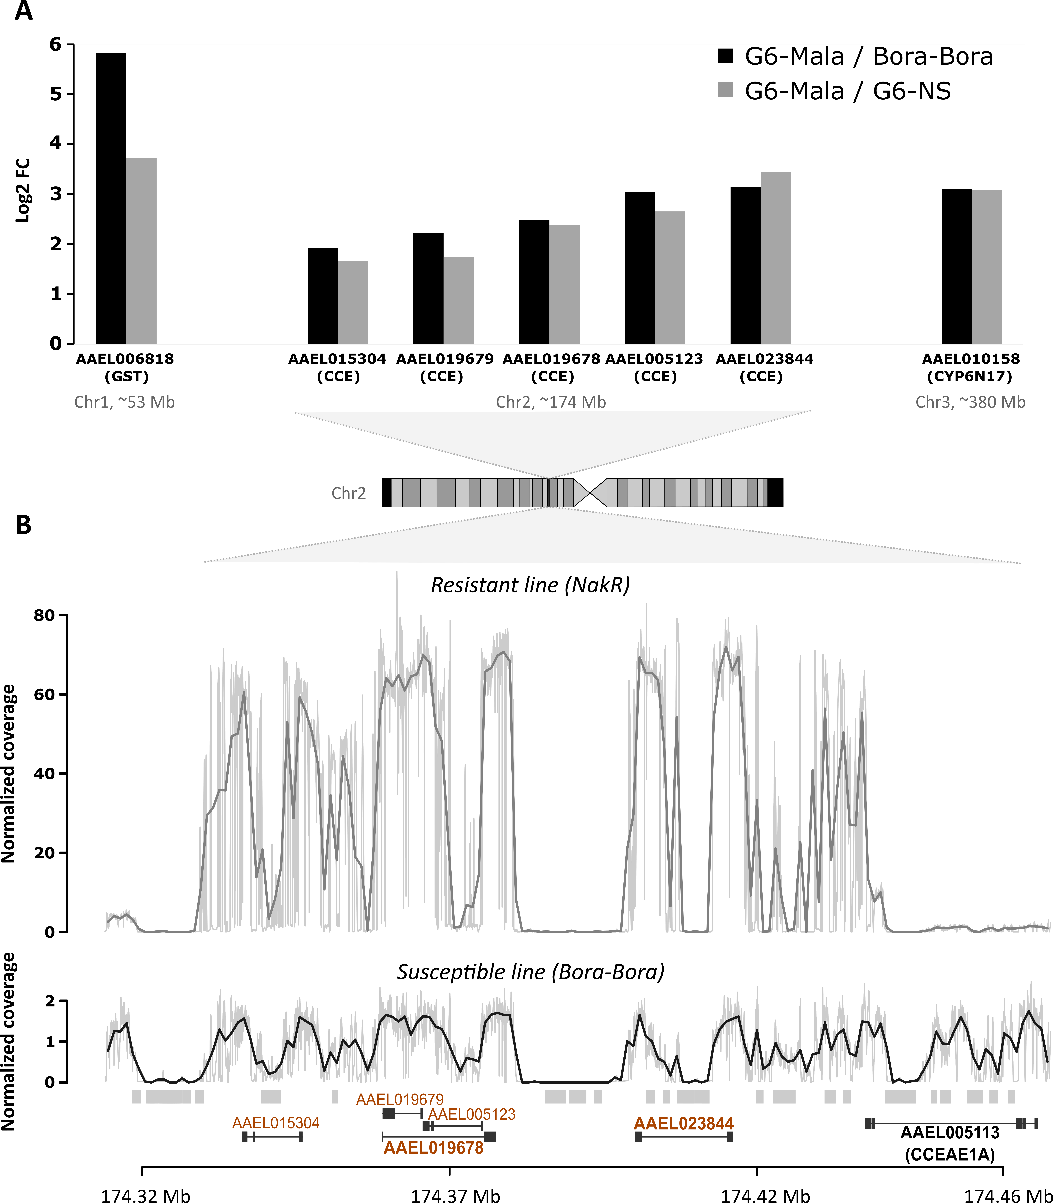 A
6
5
4
3
2
1
0
Log2 FC
G6-Mala / Bora-Bora
G6-Mala / G6-NS
AAEL006818 AAEL015304 AAEL019679 AAEL019678 AAEL005123 AAEL023844 AAEL010158
(GST) (CCE) (CCE) (CCE) (CCE) (CCE) (CYP6N17)
Chr1, ~53 Mb Chr2, ~174 Mb Chr3, ~380 Mb
Chr2
B
Resistant line (NakR)
80
60
40
20
0
Normalized coverage
Susceptible line (Bora-Bora)
2
1
0
Normalized coverage
AAEL019679
AAEL015304 AAEL005123
AAEL023844
AAEL005113
AAEL019678
(CCEAE1A)
174.32 Mb 174.37 Mb 174.42 Mb 174.46 Mb